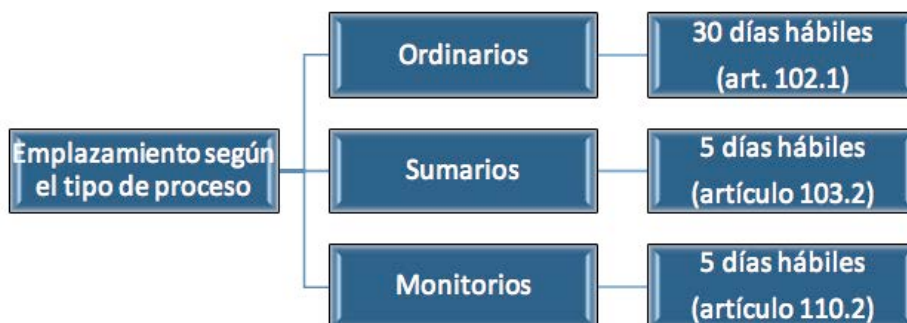 Emplazamiento según
el tipo de proceso
Ordinarios
30 días hábiles
(art. 102.1)
Sumarios
5 días hábiles
(artículo 103.2)
Monitorios
5 días hábiles
(artículo 110.2)